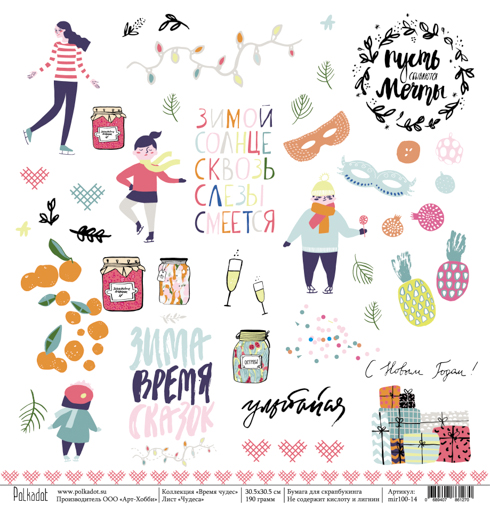 пусть
сбываются
Мечты
ЗИМОЙ
СОЛНЦЕ
СКВОЗЬ
СЛЕЗЫ
СМЕЕТСЯ
ЗИМА
ВРЕМЯ
СКАЗОК
ОГУРЦЫ
улыбайся
С Новым Годом!
Polkadot
www.polkadot.su
Производитель ООО «Арт-Хобби»
Коллекция «Время чудес»
Лист «Чудеса»
30.5х30.5 см
190 грамм
Бумага для скрапбукинга
Не содержит кислоту и лигнин
Артикул:
mir100-14